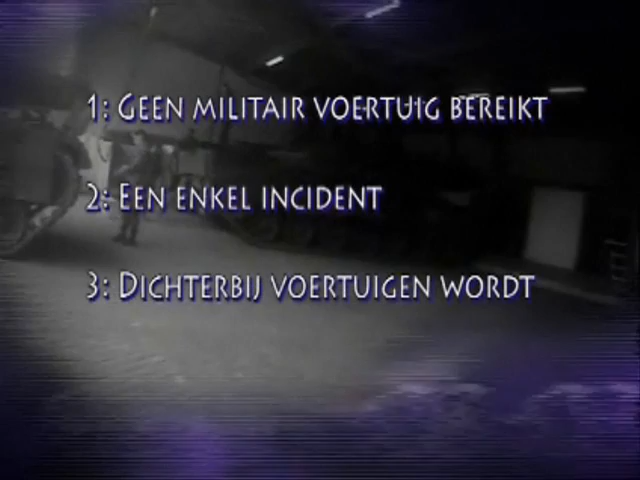 1: GEEN MILITAIR VOERTUIG BEREIKT
2: EEN ENKEL INCIDENT
3: DICHTERBIJ VOERTUIGEN WORDT